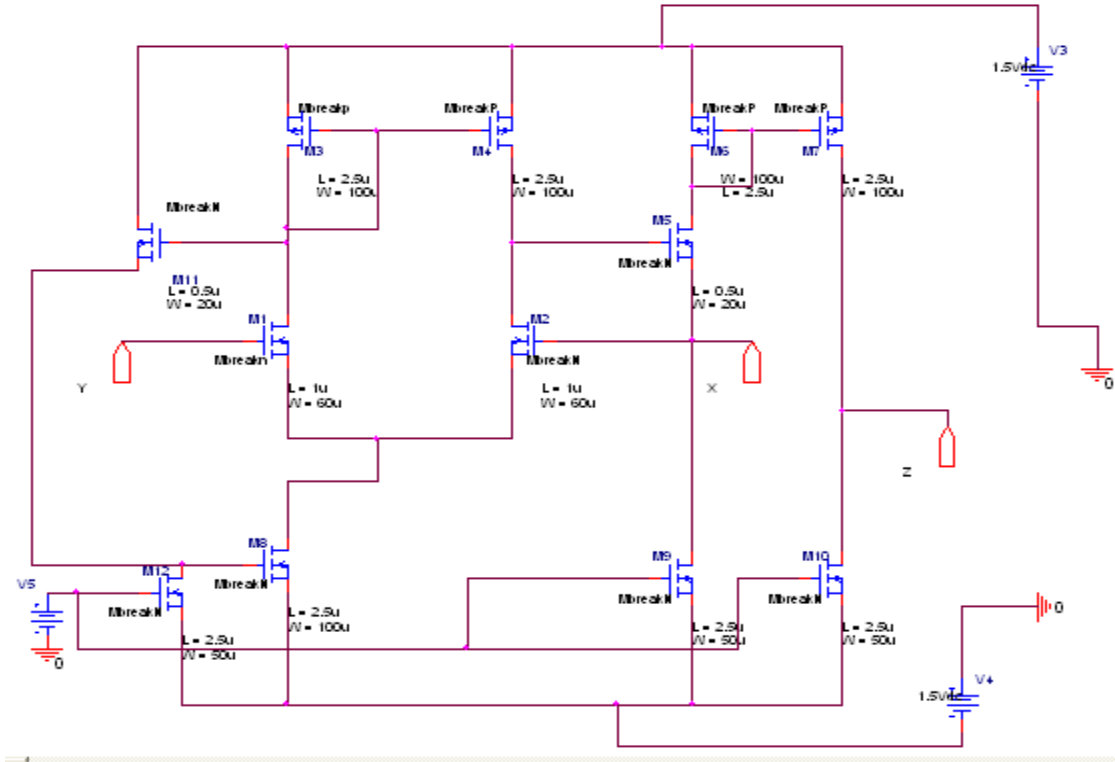 V3
1.5Vdc
0
Mbreakp
M3
L = 2.5u
W = 100u
MbreakP
M4
L = 2.5u
W = 100u
MbreakP
M6
W = 100u
L = 2.5u
MbreakP
M7
L = 2.5u
W = 100u
MbreakN
M11
L = 0.5u
W = 20u
M5
MbreakN
L = 0.5u
W = 20u
M1
Mbreakn
L = 1u
W = 60u
M2
MbreakN
L = 1u
W = 60u
Y
X
Z
M8
MbreakN
L = 2.5u
W = 100u
V5
0
M12
MbreakN
L = 2.5u
W = 50u
M9
MbreakN
L = 2.5u
W = 50u
M10
MbreakN
L = 2.5u
W = 50u
0
V4
1.5Vdc